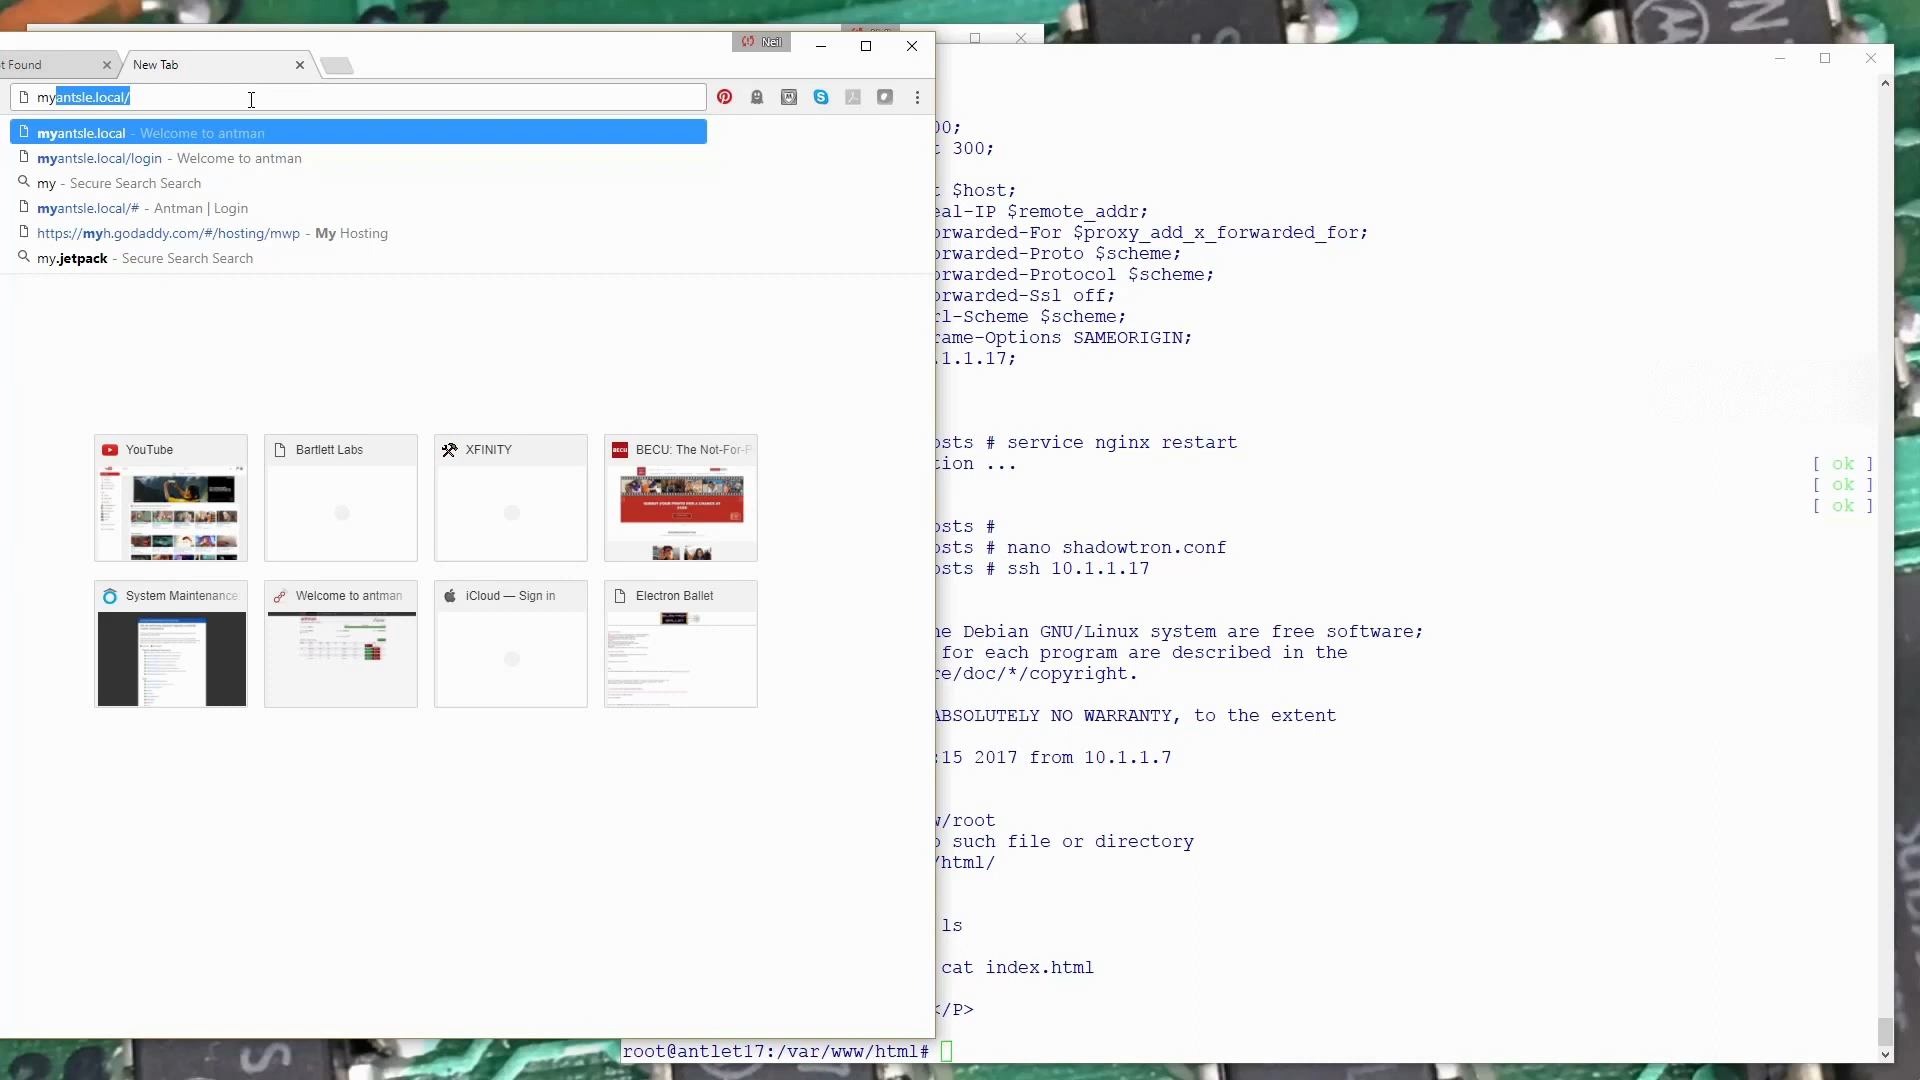 Neil
t Found
New Tab
myantsle.local/
myantsle.local - Welcome to antman
myantsle.local/login - Welcome to antman
my - Secure Search Search
myantsle.local/# - Antman | Login
https://myh.godaddy.com/#/hosting/mwp - My Hosting
my.jetpack - Secure Search Search
YouTube
Bartlett Labs
XFINITY
BECU: The Not-For-P
System Maintenance
Welcome to antman
iCloud — Sign in
Electron Ballet
00;
t 300;
t $host;
eal-IP $remote_addr;
orwarded-For $proxy_add_x_forwarded_for;
orwarded-Proto $scheme;
orwarded-Protocol $scheme;
orwarded-Ssl off;
rl-Scheme $scheme;
rame-Options SAMEORIGIN;
.1.1.17;
osts # service nginx restart
tion ...
[ ok ]
[ ok ]
[ ok ]
osts #
osts # nano shadowtron.conf
osts # ssh 10.1.1.17
he Debian GNU/Linux system are free software;
for each program are described in the
re/doc/*/copyright.
ABSOLUTELY NO WARRANTY, to the extent
:15 2017 from 10.1.1.7
w/root
o such file or directory
/html/
ls
cat index.html
</P>
root@antlet17:/var/www/html#